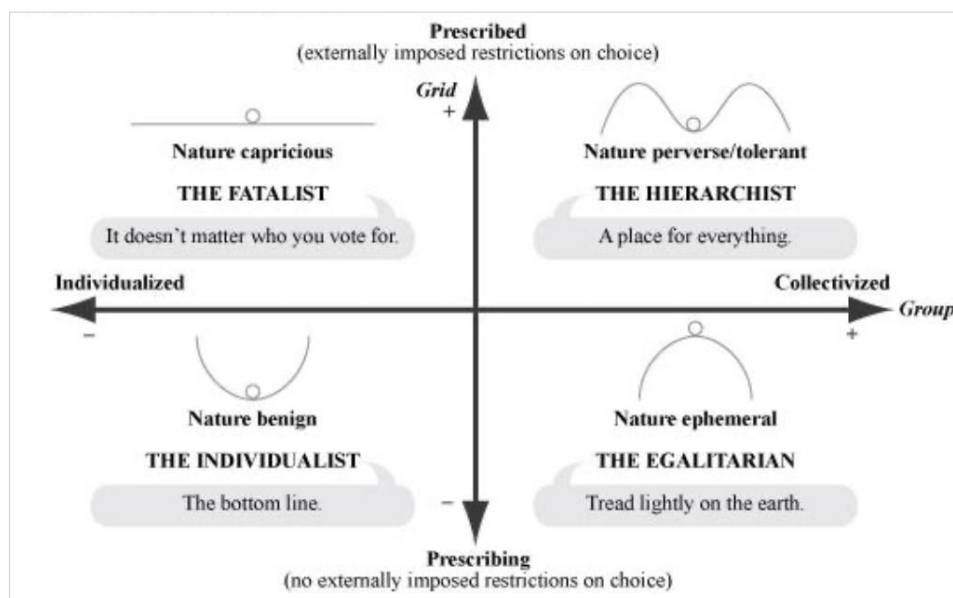 Prescribed
(externally imposed restrictions on choice)
Grid
+
Nature capricious
Nature perverse/tolerant
THE FATALIST
THE HIERARCHIST
It doesn't matter who you vote for.
A place for everything.
Individualized
Collectivized
Group
–
+
Nature benign
Nature ephemeral
THE INDIVIDUALIST
THE EGALITARIAN
The bottom line.
Tread lightly on the earth.
–
Prescribing
(no externally imposed restrictions on choice)